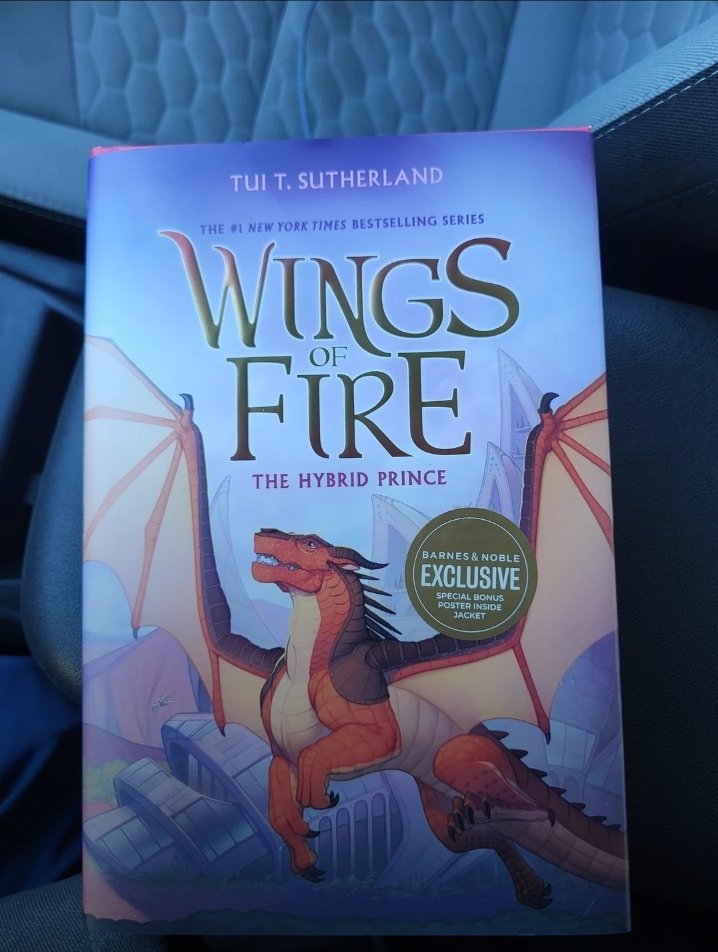 TUI T. SUTHERLAND
THE #1 NEW YORK TIMES BESTSELLING SERIES
WINGS
OF
FIRE
THE HYBRID PRINCE
BARNES & NOBLE
EXCLUSIVE
SPECIAL BONUS
POSTER INSIDE
JACKET